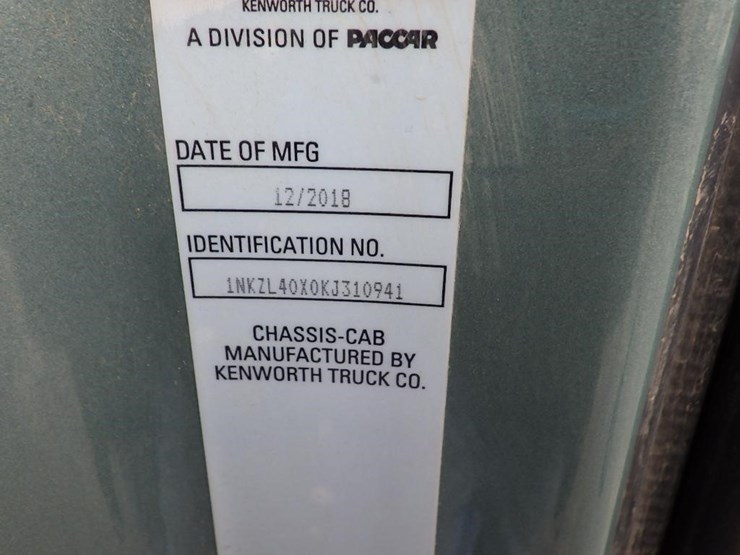 KENWORTH TRUCK CO.
A DIVISION OF PACCAR
DATE OF MFG
12/2018
IDENTIFICATION NO.
1NKZL40X0KJ310941
CHASSIS-CAB
MANUFACTURED BY
KENWORTH TRUCK CO.